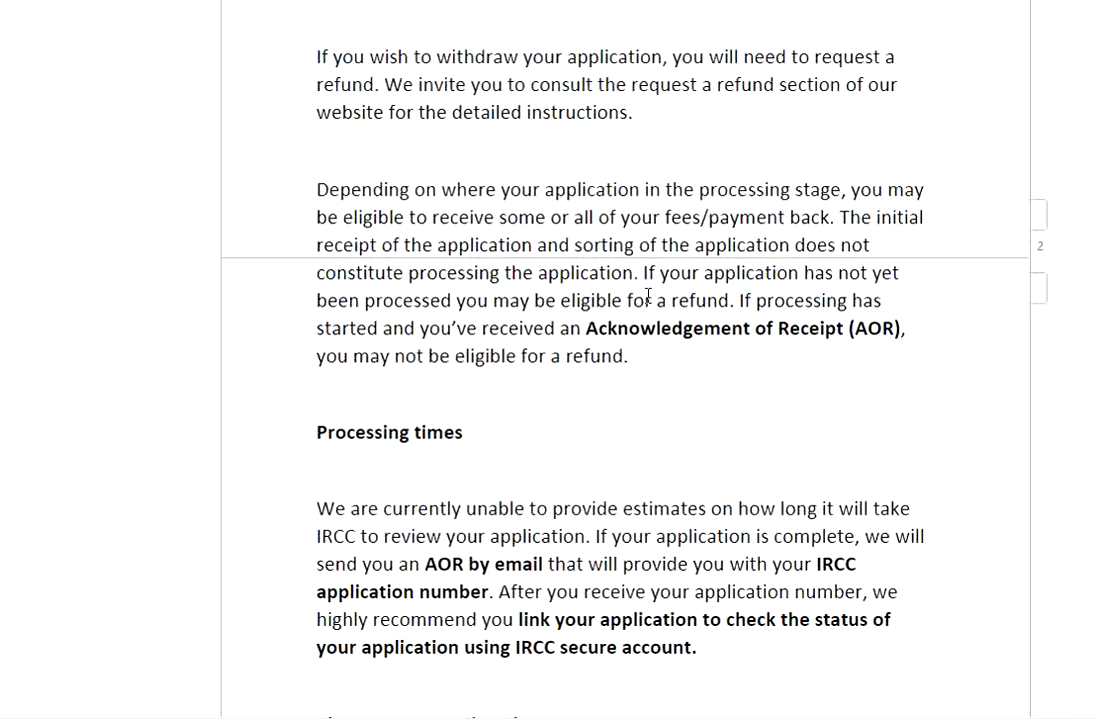 If you wish to withdraw your application, you will need to request a
refund. We invite you to consult the request a refund section of our
website for the detailed instructions.
Depending on where your application in the processing stage, you may
be eligible to receive some or all of your fees/payment back. The initial
receipt of the application and sorting of the application does not
constitute processing the application. If your application has not yet
been processed you may be eligible for a refund. If processing has
started and you’ve received an Acknowledgement of Receipt (AOR),
you may not be eligible for a refund.
Processing times
We are currently unable to provide estimates on how long it will take
IRCC to review your application. If your application is complete, we will
send you an AOR by email that will provide you with your IRCC
application number. After you receive your application number, we
highly recommend you link your application to check the status of
your application using IRCC secure account.
2